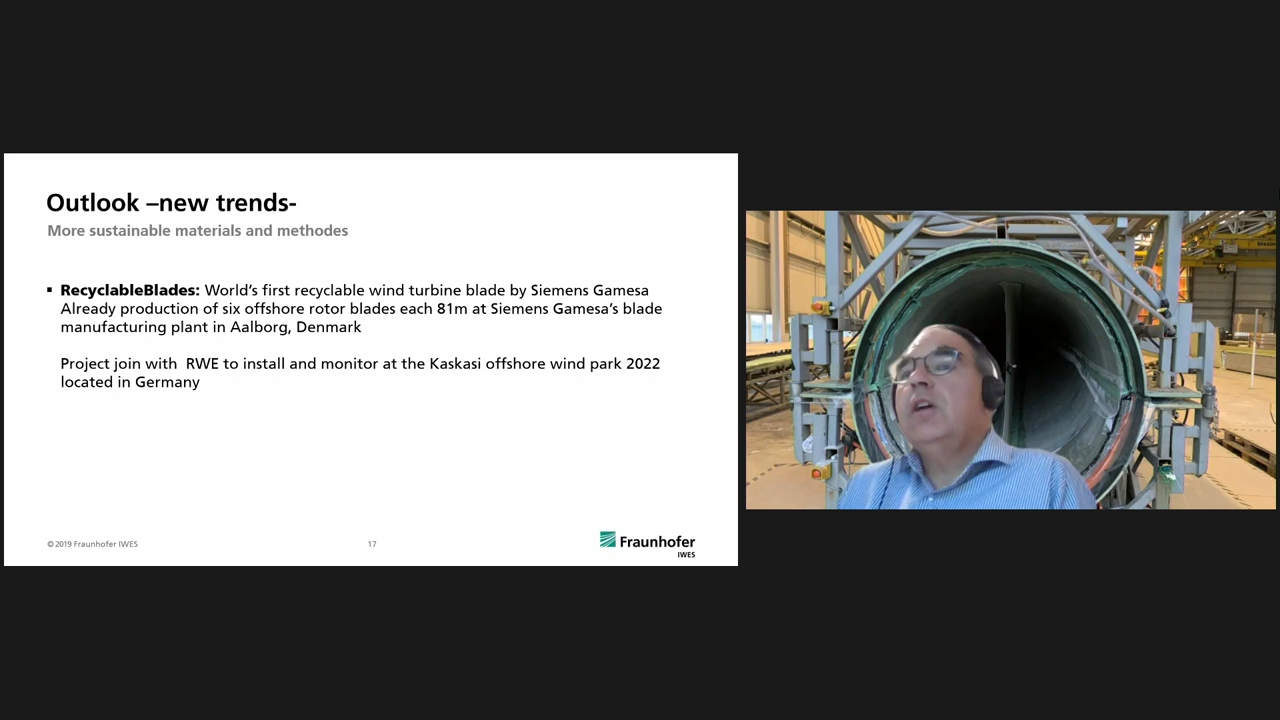 Outlook –new trends-
More sustainable materials and methodes
▪ RecyclableBlades: World's first recyclable wind turbine blade by Siemens Gamesa
Already production of six offshore rotor blades each 81m at Siemens Gamesa's blade
manufacturing plant in Aalborg, Denmark
Project join with  RWE to install and monitor at the Kaskasi offshore wind park 2022
located in Germany
© 2019 Fraunhofer IWES
17
Fraunhofer
IWES